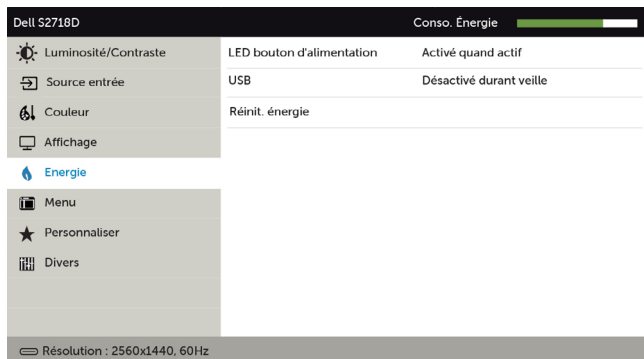 Dell S2718D Conso. Énergie
Luminosité/Contraste LED bouton d'alimentation Activé quand actif
Source entrée USB Désactivé durant veille
Couleur Réinit. énergie
Affichage
Energie
Menu
Personnaliser
Divers
Résolution : 2560x1440, 60Hz